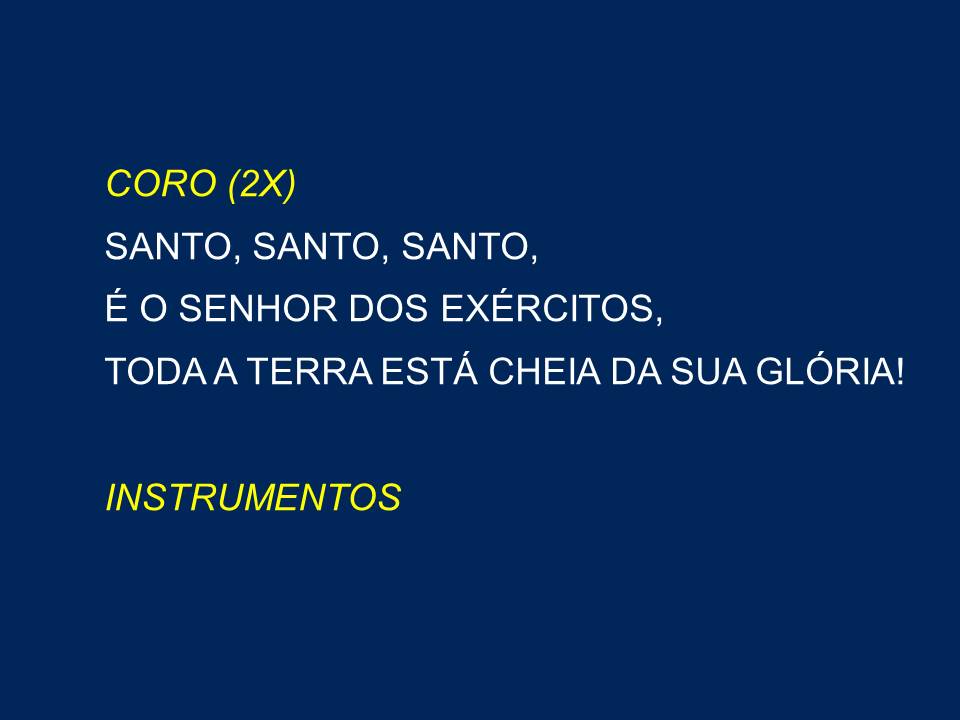 CORO (2X)
SANTO, SANTO, SANTO,
É O SENHOR DOS EXÉRCITOS,
TODA A TERRA ESTÁ CHEIA DA SUA GLÓRIA!
INSTRUMENTOS